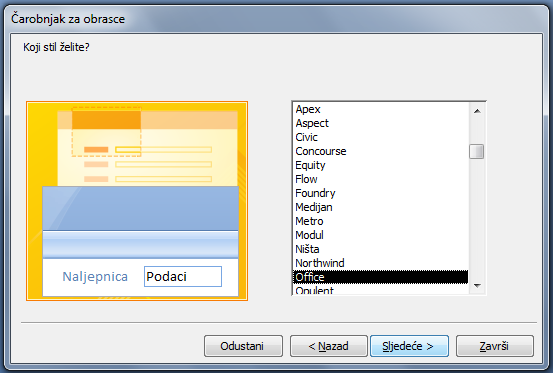 Čarobnjak za obrasce
Koji stil želite?
Naljepnica
Podaci
Apex
Aspect
Civic
Concourse
Equity
Flow
Foundry
Medijan
Metro
Modul
Ništa
Northwind
Office
Opulent
Odustani
< Nazad
Sljedeće >
Završi